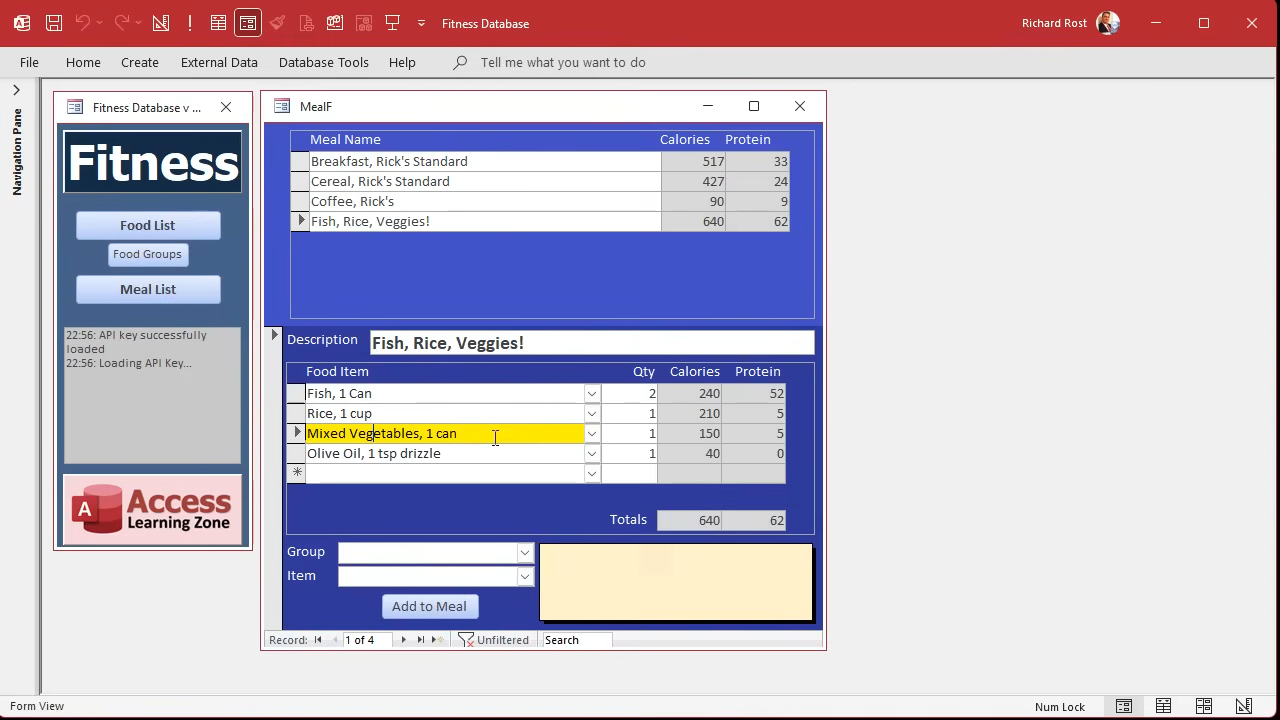 Fitness Database
Richard Rost
File Home Create External Data Database Tools Help Tell me what you want to do
Navigation Pane
Fitness Database v ...
Fitness
Food List
Food Groups
Meal List
22:56: API key successfully
loaded
22:56: Loading API Key...
A Access
Learning Zone
MealF
Meal Name Calories Protein
Breakfast, Rick's Standard 517 33
Cereal, Rick's Standard 427 24
Coffee, Rick's 90 9
Fish, Rice, Veggies! 640 62
Description Fish, Rice, Veggies!
Food Item Qty Calories Protein
Fish, 1 Can 2 240 52
Rice, 1 cup 1 210 5
Mixed Vegetables, 1 can 1 150 5
Olive Oil, 1 tsp drizzle 1 40 0
Totals 640 62
Group
Item
Add to Meal
Record: 1 of 4 Unfiltered Search
Form View Num Lock